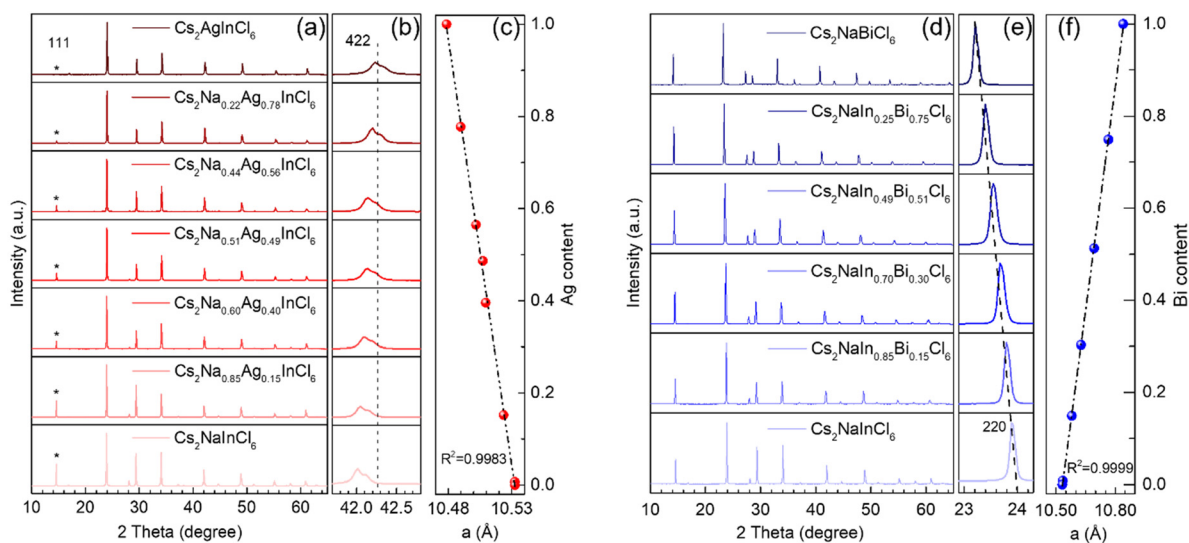 (a)
111
Cs2AgInCl6
*
Cs2Na0.22Ag0.78InCl6
*
Cs2Na0.44Ag0.56InCl6
*
Cs2Na0.51Ag0.49InCl6
*
Cs2Na0.60Ag0.40InCl6
*
Cs2Na0.85Ag0.15InCl6
*
Cs2NaInCl6
*
Intensity (a.u.)
10 20 30 40 50 60
2 Theta (degree)
(b)
422
42.0 42.5
(c)
R2=0.9983
10.48 10.53
a (Å)
1.0
0.8
0.6
0.4
0.2
0.0
Ag content
(d)
Cs2NaBiCl6
Cs2NaIn0.25Bi0.75Cl6
Cs2NaIn0.49Bi0.51Cl6
Cs2NaIn0.70Bi0.30Cl6
Cs2NaIn0.85Bi0.15Cl6
Cs2NaInCl6
Intensity (a.u.)
10 20 30 40 50 60
2 Theta (degree)
(e)
220
23 24
(f)
R2=0.9999
10.50 10.80
a (Å)
1.0
0.8
0.6
0.4
0.2
0.0
Bi content